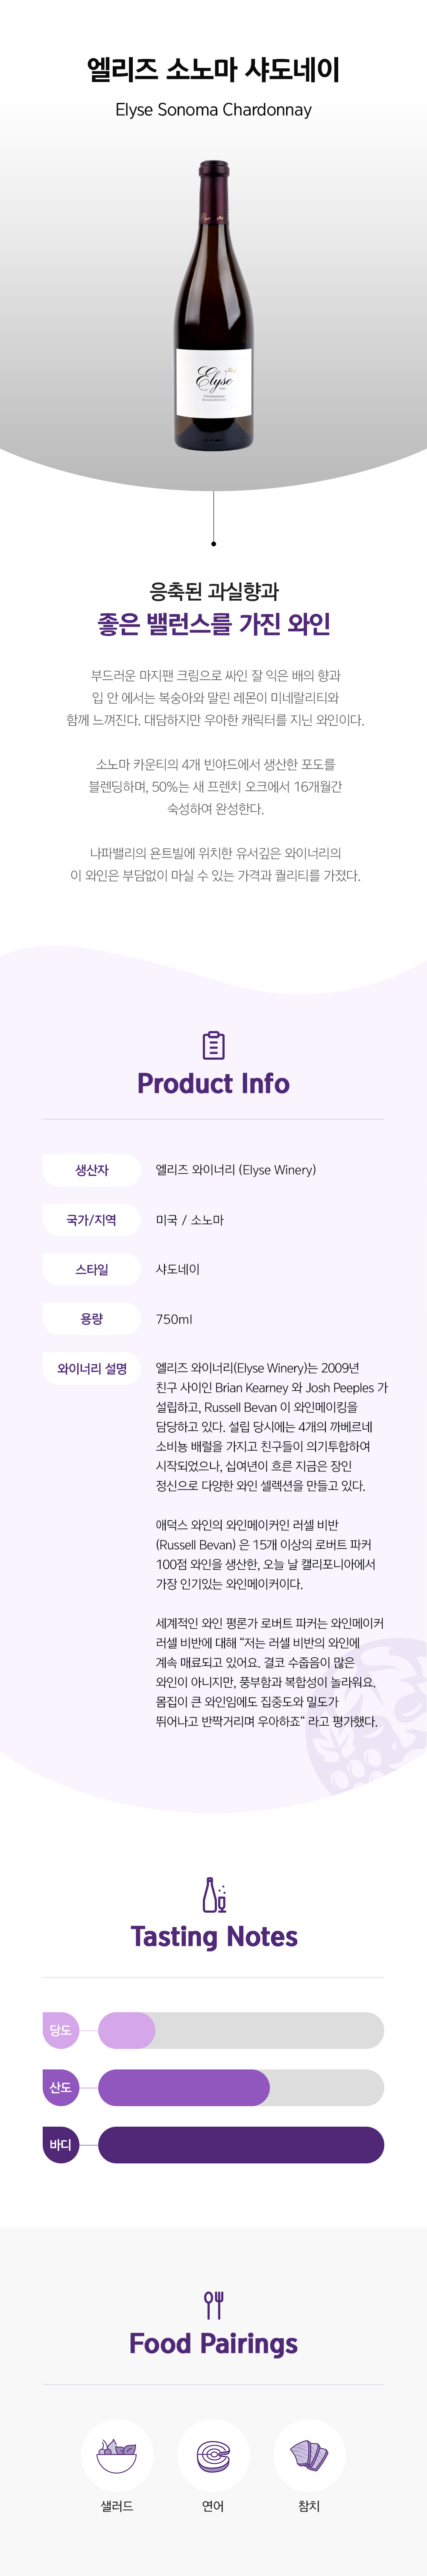 엘리즈 소노마 샤도네이
Elyse Sonoma Chardonnay
Elyse
응축된 과실향과
좋은 밸런스를 가진 와인
부드러운 마지팬 크림으로 싸인 잘 익은 배의 향과
입 안 에서는 복숭아와 말린 레몬이 미네랄리티와
함께 느껴진다. 대담하지만 우아한 캐릭터를 지닌 와인이다.
소노마 카운티의 4개 빈야드에서 생산한 포도를
블렌딩하며, 50%는 새 프렌치 오크에서 16개월간
숙성하여 완성한다.
나파밸리의 욘트빌에 위치한 유서깊은 와이너리의
이 와인은 부담없이 마실 수 있는 가격과 퀄리티를 가졌다.
Product Info
생산자 엘리즈 와이너리 (Elyse Winery)
국가/지역 미국 / 소노마
스타일 샤도네이
용량 750ml
와이너리 설명 엘리즈 와이너리(Elyse Winery)는 2009년
친구 사이인 Brian Kearney 와 Josh Peeples 가
설립하고, Russell Bevan 이 와인메이킹을
담당하고 있다. 설립 당시에는 4개의 까베르네
소비뇽 배럴을 가지고 친구들이 의기투합하여
시작되었으나, 십여년이 흐른 지금은 장인
정신으로 다양한 와인 셀렉션을 만들고 있다.
애덕스 와인의 와인메이커인 러셀 비반
(Russell Bevan) 은 15개 이상의 로버트 파커
100점 와인을 생산한, 오늘 날 캘리포니아에서
가장 인기있는 와인메이커이다.
세계적인 와인 평론가 로버트 파커는 와인메이커
러셀 비반에 대해 “저는 러셀 비반의 와인에
계속 매료되고 있어요. 결코 수줍음이 많은
와인이 아니지만, 풍부함과 복합성이 놀라워요.
몸집이 큰 와인임에도 집중도와 밀도가
뛰어나고 반짝거리며 우아하죠“ 라고 평가했다.
Tasting Notes
당도
산도
바디
Food Pairings
샐러드 연어 참치